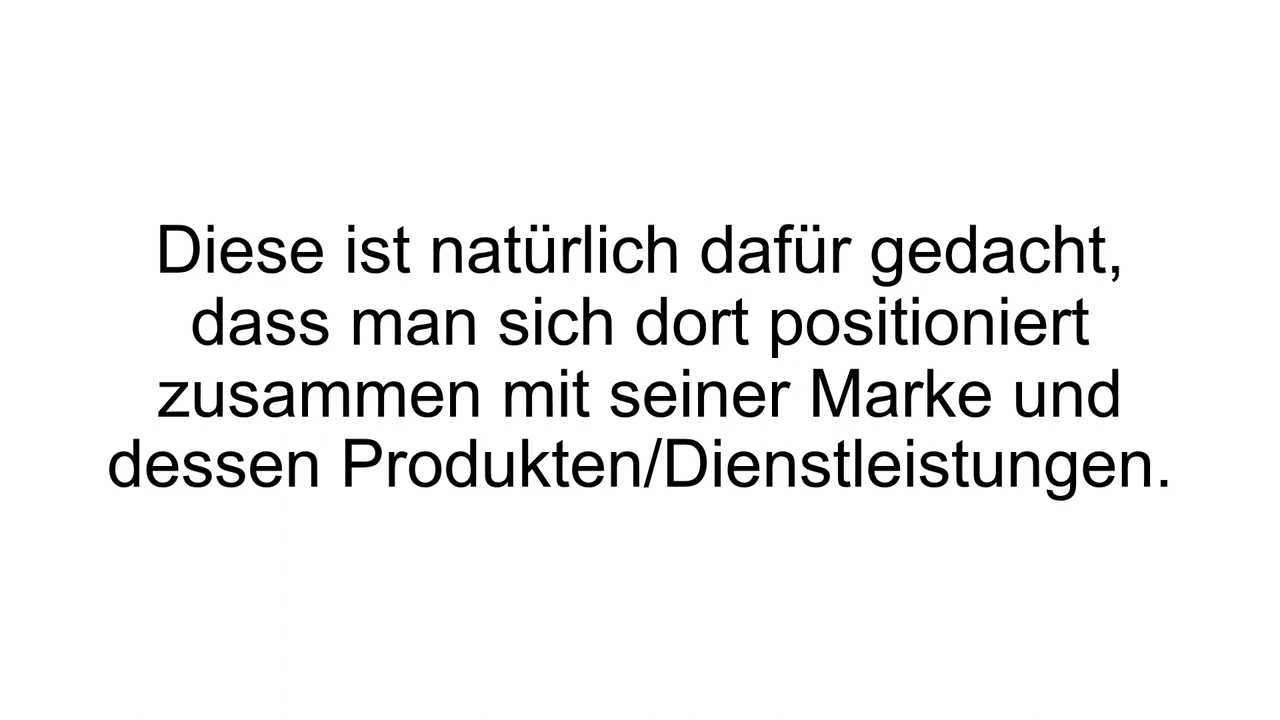 Diese ist natürlich dafür gedacht,
dass man sich dort positioniert
zusammen mit seiner Marke und
dessen Produkten/Dienstleistungen.